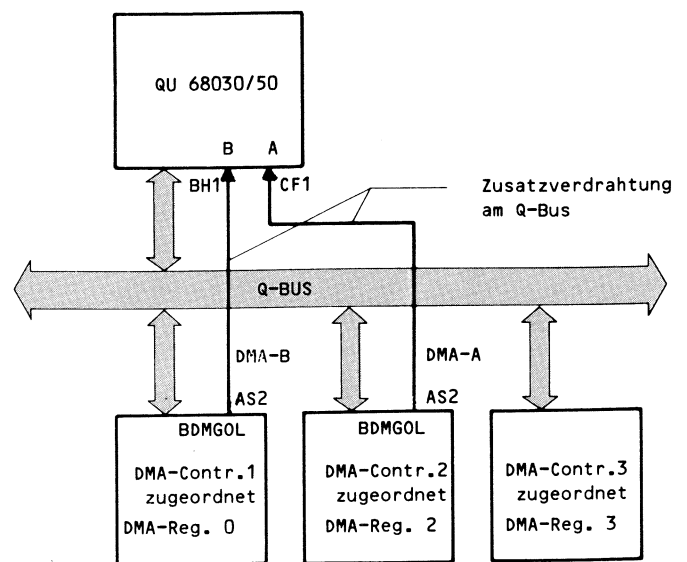 QU 68030/50
B A
BH1 CF1
Zusatzverdrahtung
am Q-Bus
Q-BUS
DMA-B DMA-A
AS2 AS2
BDMGOL BDMGOL
DMA-Contr.1
zugeordnet
DMA-Reg. 0
DMA-Contr.2
zugeordnet
DMA-Reg. 2
DMA-Contr.3
zugeordnet
DMA-Reg. 3